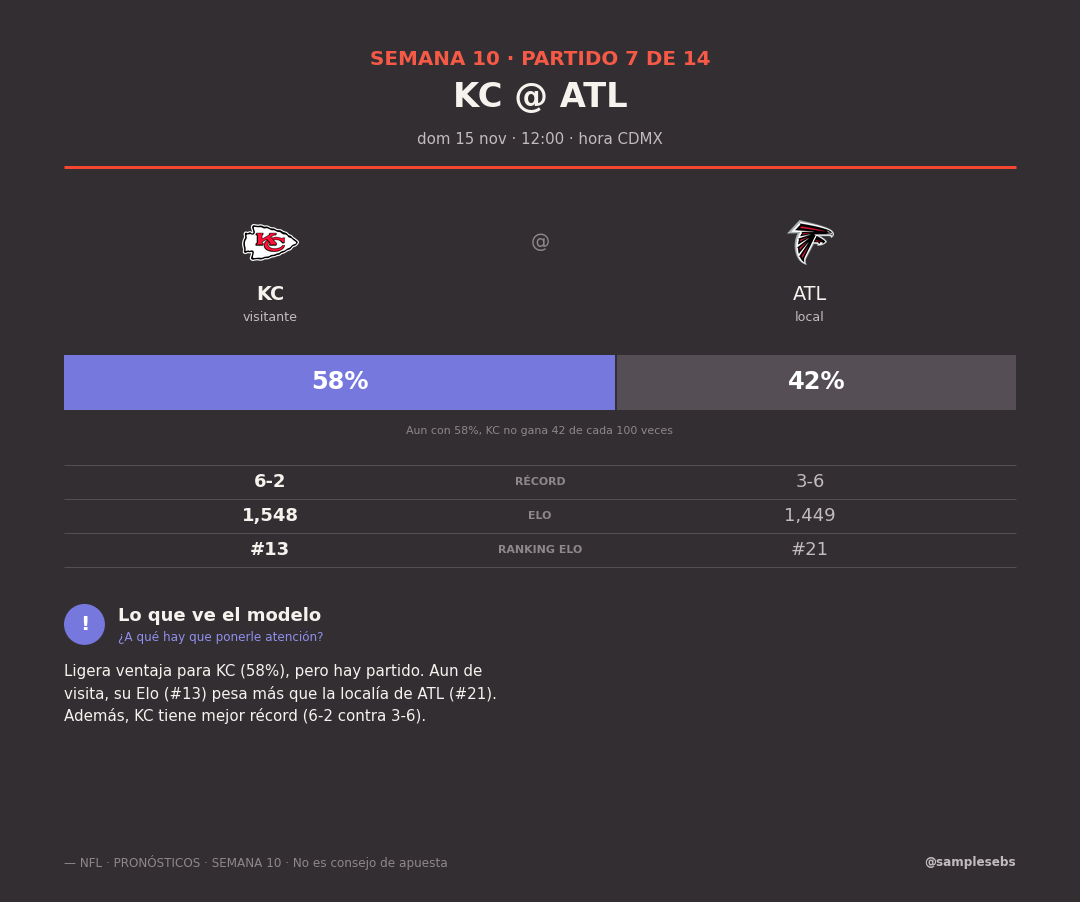 SEMANA 10 · PARTIDO 7 DE 14
KC @ ATL
dom 15 nov · 12:00 · hora CDMX
KC
@
KC
ATL
visitante
local
58%
42%
Aun con 58%, KC no gana 42 de cada 100 veces
6-2 RÉCORD 3-6
1,548 ELO 1,449
#13 RANKING ELO #21
!
Lo que ve el modelo
¿A qué hay que ponerle atención?
Ligera ventaja para KC (58%), pero hay partido. Aun de
visita, su Elo (#13) pesa más que la localía de ATL (#21).
Además, KC tiene mejor récord (6-2 contra 3-6).
— NFL · PRONÓSTICOS · SEMANA 10 · No es consejo de apuesta
@samplesebs